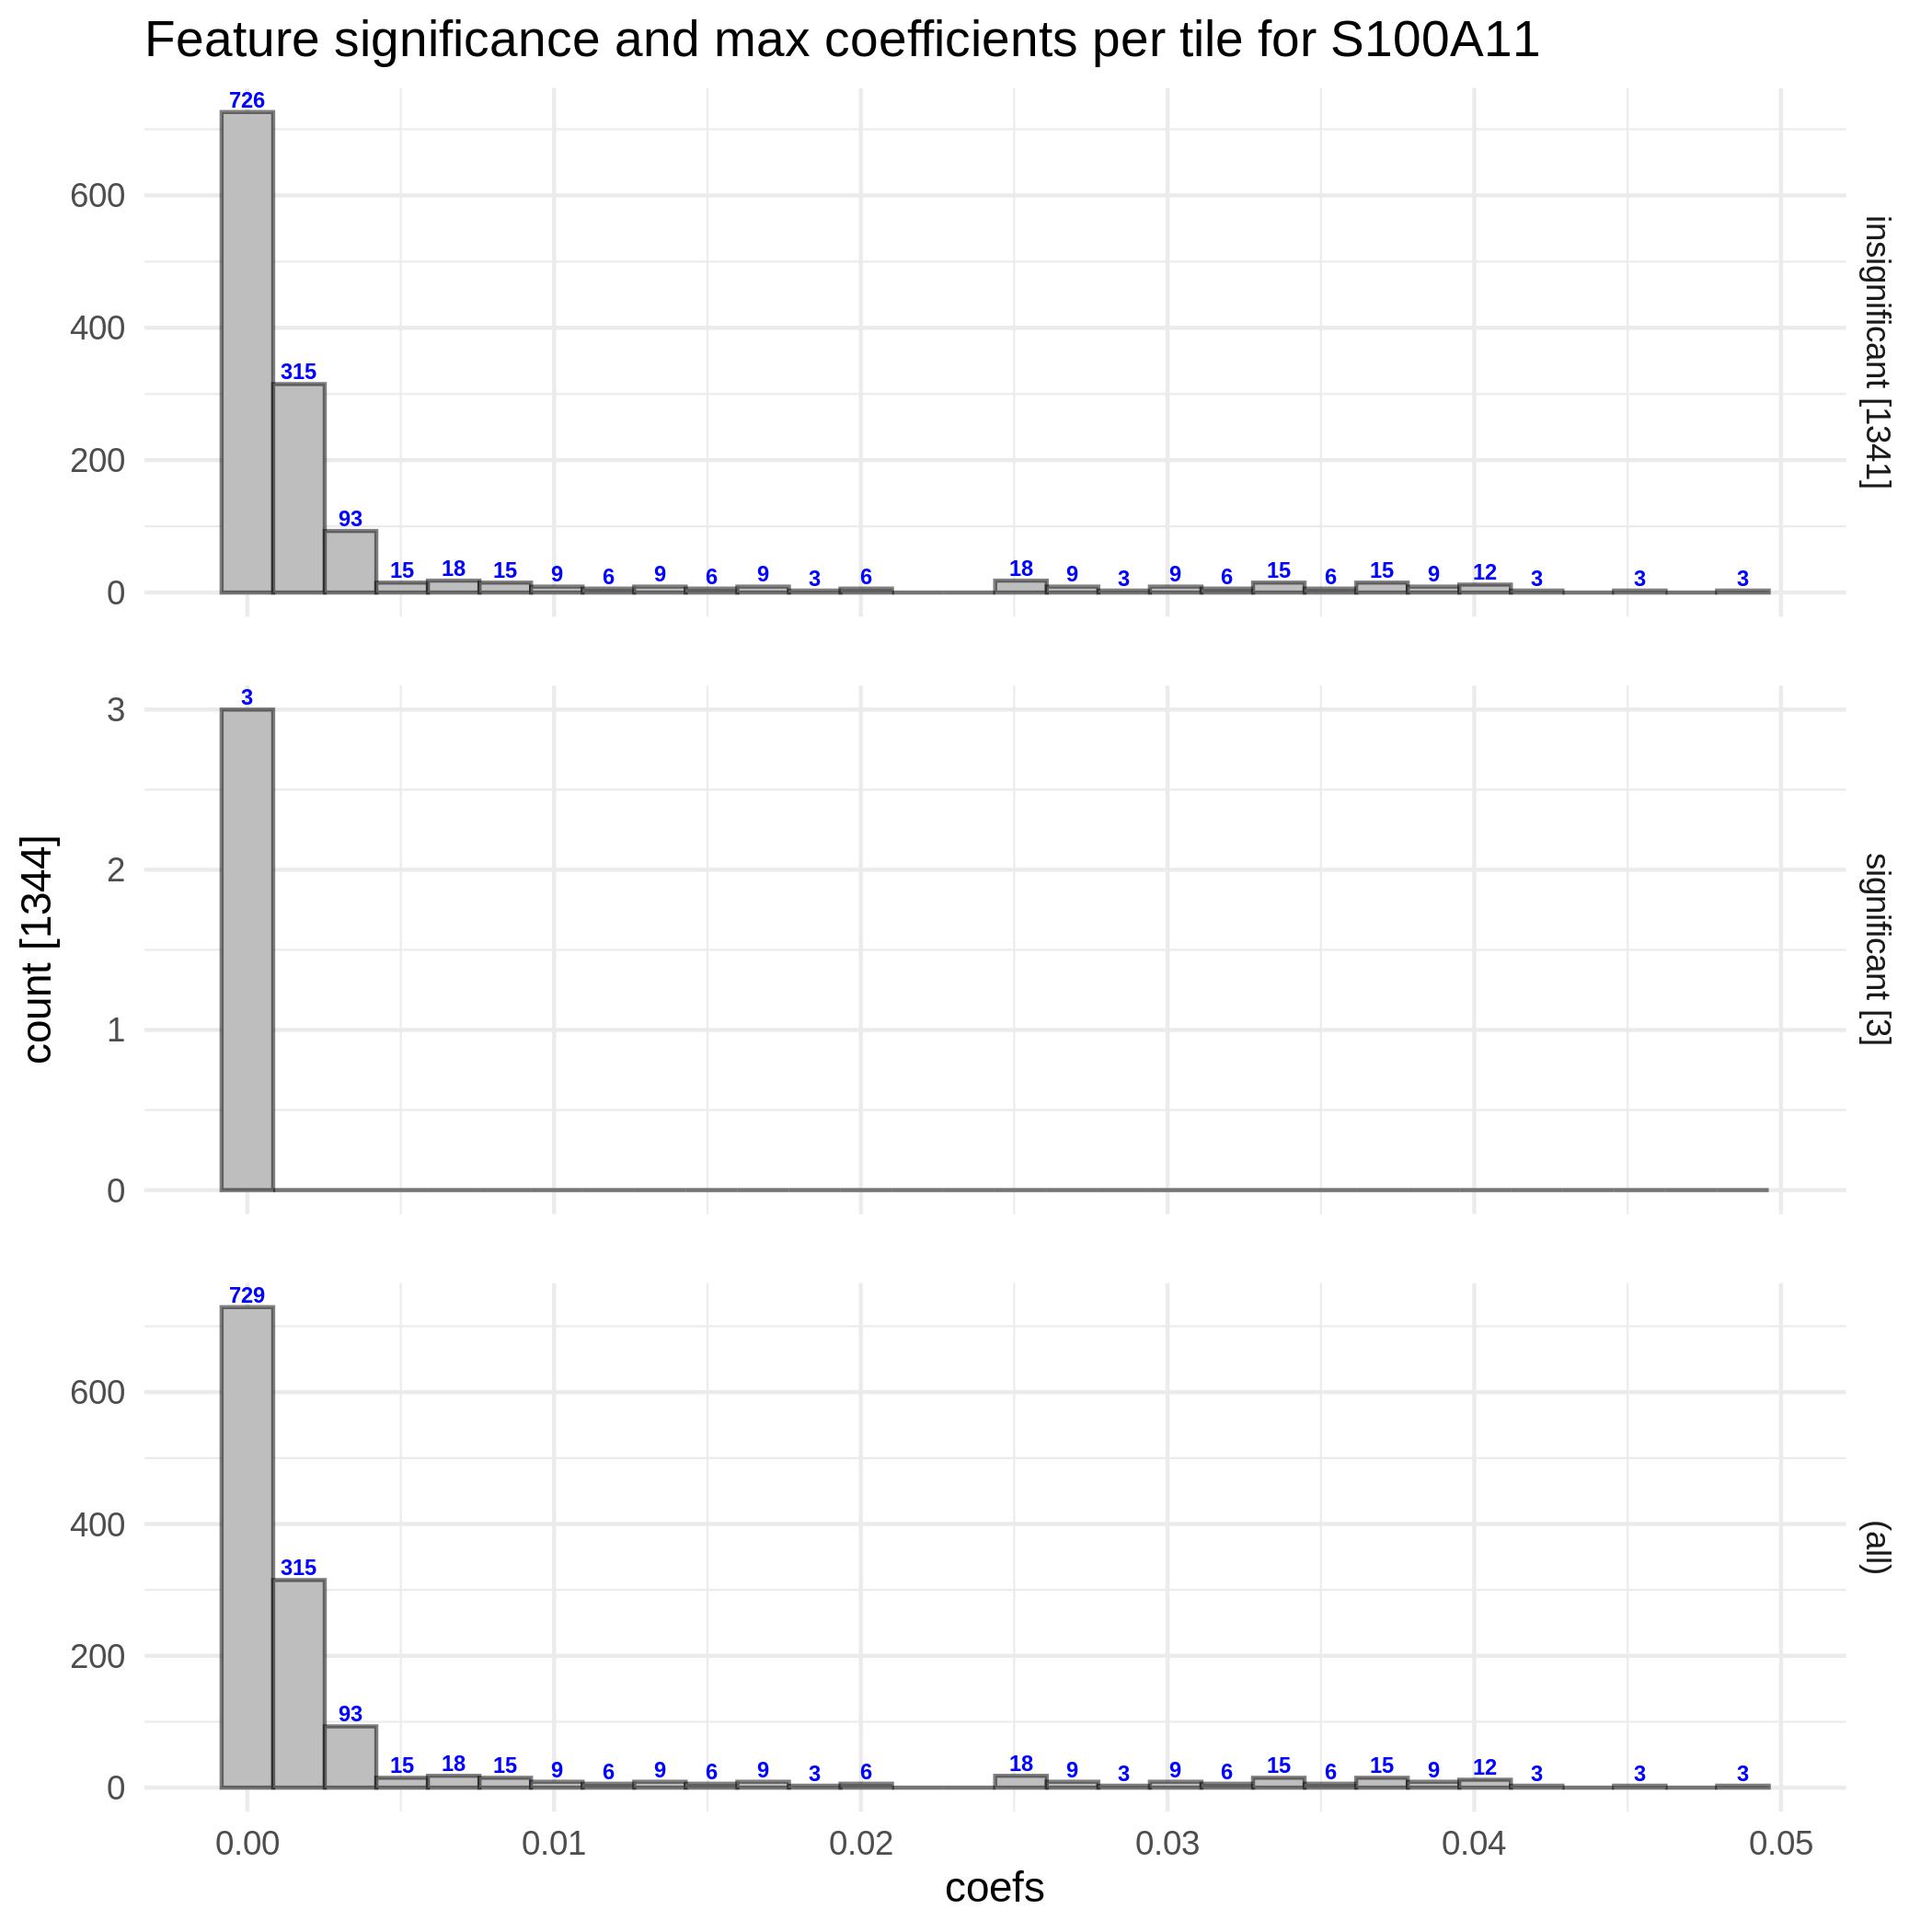 Feature significance and max coefficients per tile for S100A11
726
600
315
400
200
93
15 18 15 9 6 9 6 9 3 6 18 9 3 9 6 15 6 15 9 12 3 3 3
0
insignificant [1341]
3
3
2
1
0
significant [3]
count [1344]
729
600
400
315
200
93
15 18 15 9 6 9 6 9 3 6 18 9 3 9 6 15 6 15 9 12 3 3 3
0
(all)
0.00 0.01 0.02 0.03 0.04 0.05
coefs